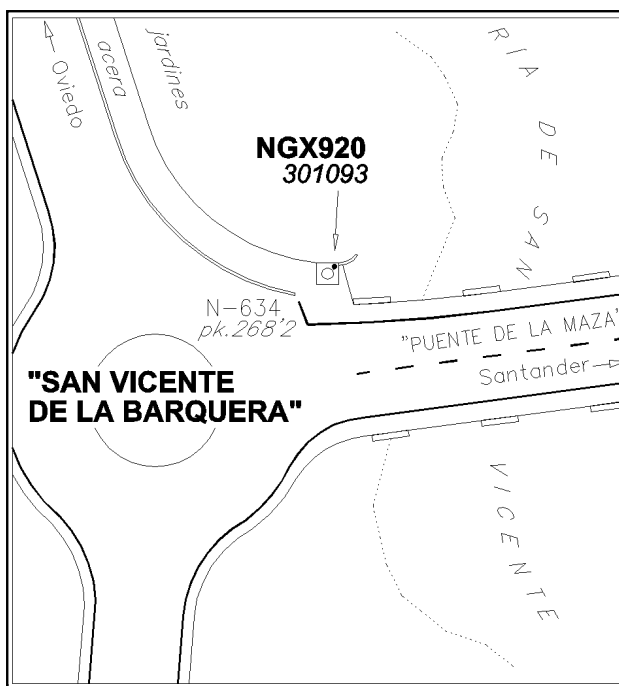 Oviedo
acera
jardines
RIA DE SAN
NGX920
301093
N-634
pk.268'2
"PUENTE DE LA MAZA"
Santander
"SAN VICENTE
DE LA BARQUERA"
VICENTE